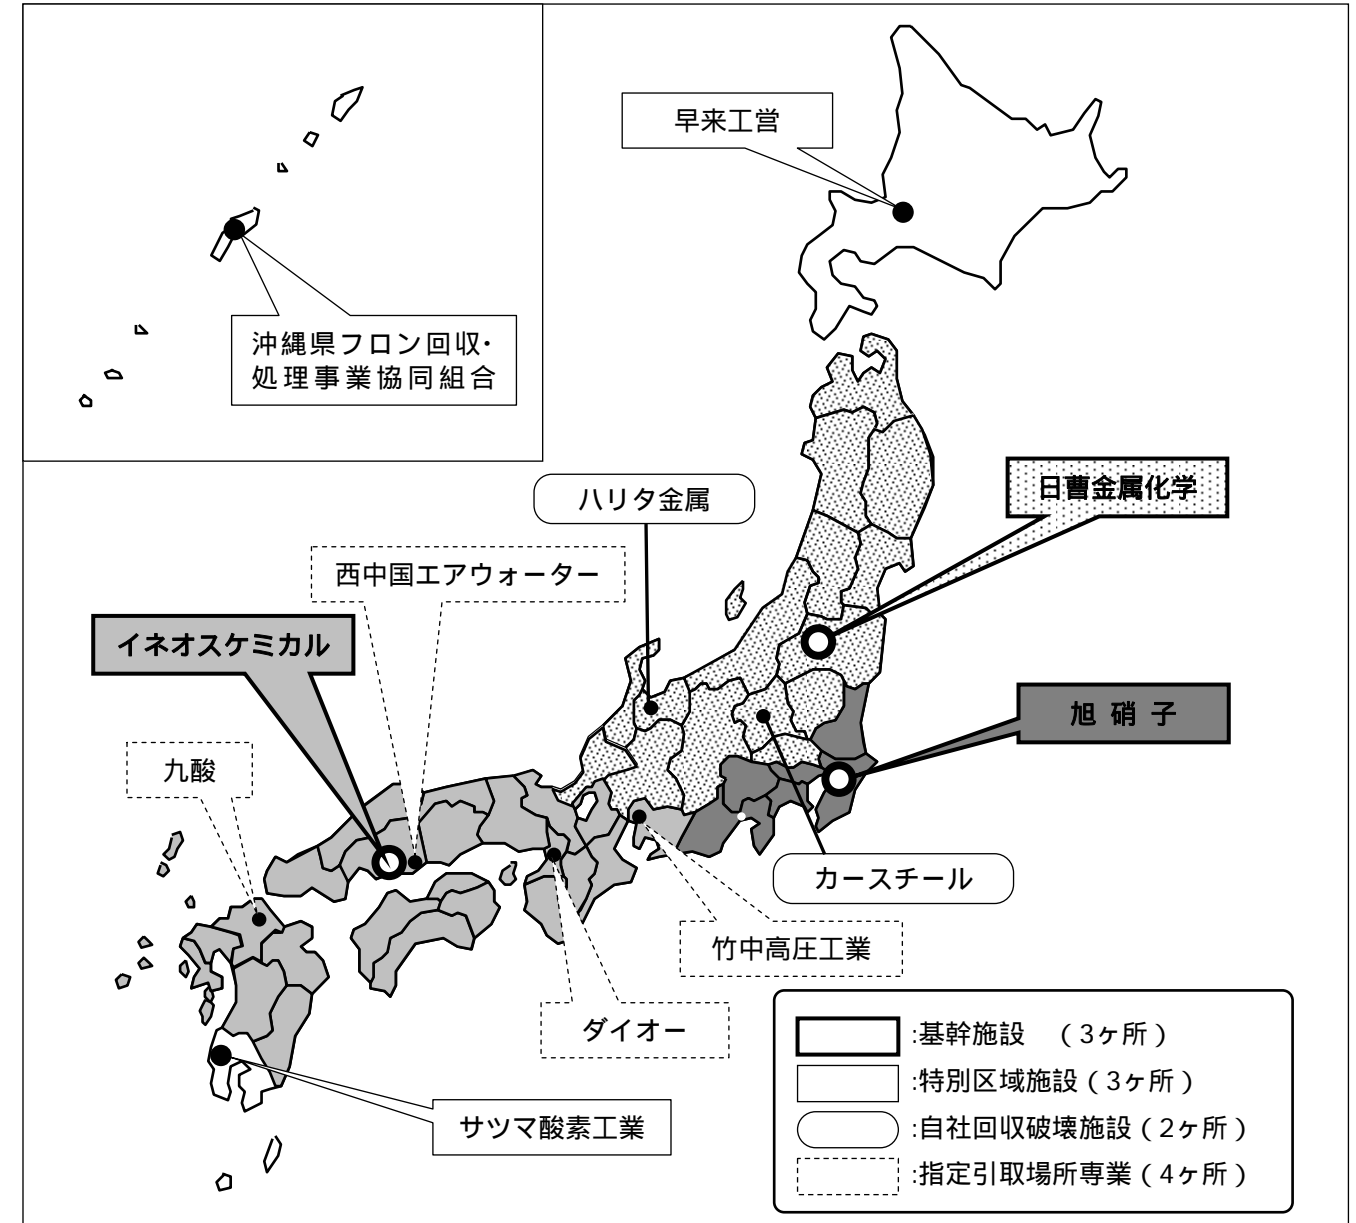 早来工営
沖縄県フロン回収・
処理事業協同組合
日曹金属化学
ハリタ金属
西中国エアウォーター
イネオスケミカル
旭硝子
九酸
カースチール
竹中高圧工業
ダイオー
サツマ酸素工業
:基幹施設 (3ヶ所)
:特別区域施設(3ヶ所)
:自社回収破壊施設(2ヶ所)
:指定引取場所専業(4ヶ所)